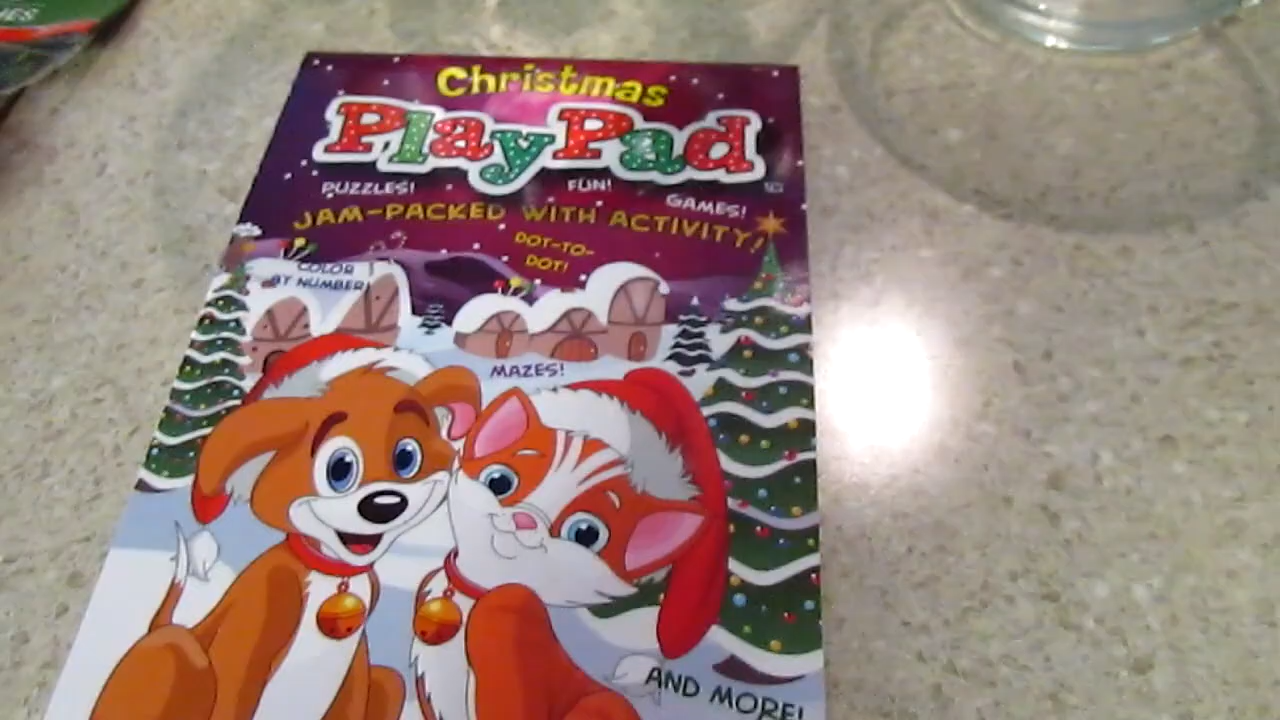 Christmas
PlayPad
PUZZLES!
FUN!
GAMES!
JAM-PACKED WITH ACTIVITY!
DOT-TO-
DOT!
COLOR
BY NUMBER!
MAZES!
AND MORE!